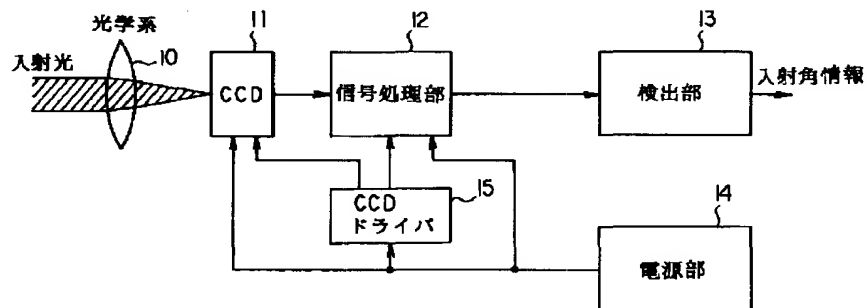 光学系
入射光
10
11
CCD
12
信号処理部
13
検出部
入射角情報
CCD
ドライバ
15
14
電源部